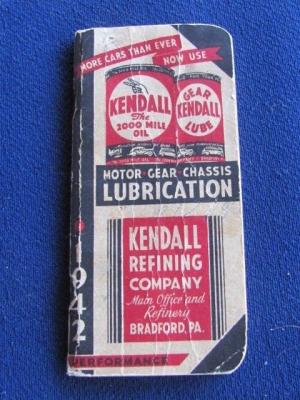 MORE CARS THAN EVER
NOW USE
KENDALL
The
2000 MILE
OIL
GEAR
KENDALL
LUBE
MOTOR-GEAR-CHASSIS
LUBRICATION
KENDALL
REFINING
COMPANY
Main Office and
Refinery
BRADFORD, PA.
1942
PERFORMANCE